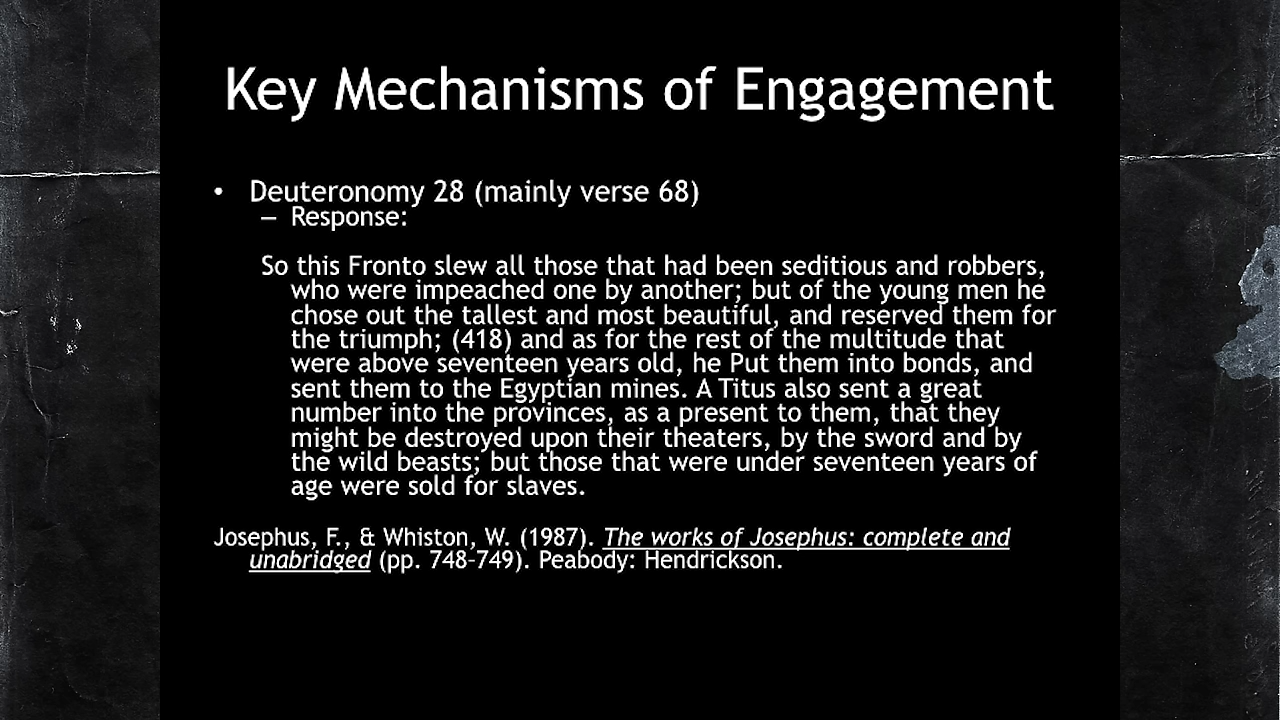 Key Mechanisms of Engagement
• Deuteronomy 28 (mainly verse 68)
– Response:
So this Fronto slew all those that had been seditious and robbers,
who were impeached one by another; but of the young men he
chose out the tallest and most beautiful, and reserved them for
the triumph; (418) and as for the rest of the multitude that
were above seventeen years old, he Put them into bonds, and
sent them to the Egyptian mines. A Titus also sent a great
number into the provinces, as a present to them, that they
might be destroyed upon their theaters, by the sword and by
the wild beasts; but those that were under seventeen years of
age were sold for slaves.
Josephus, F., & Whiston, W. (1987). The works of Josephus: complete and
unabridged (pp. 748-749). Peabody: Hendrickson.